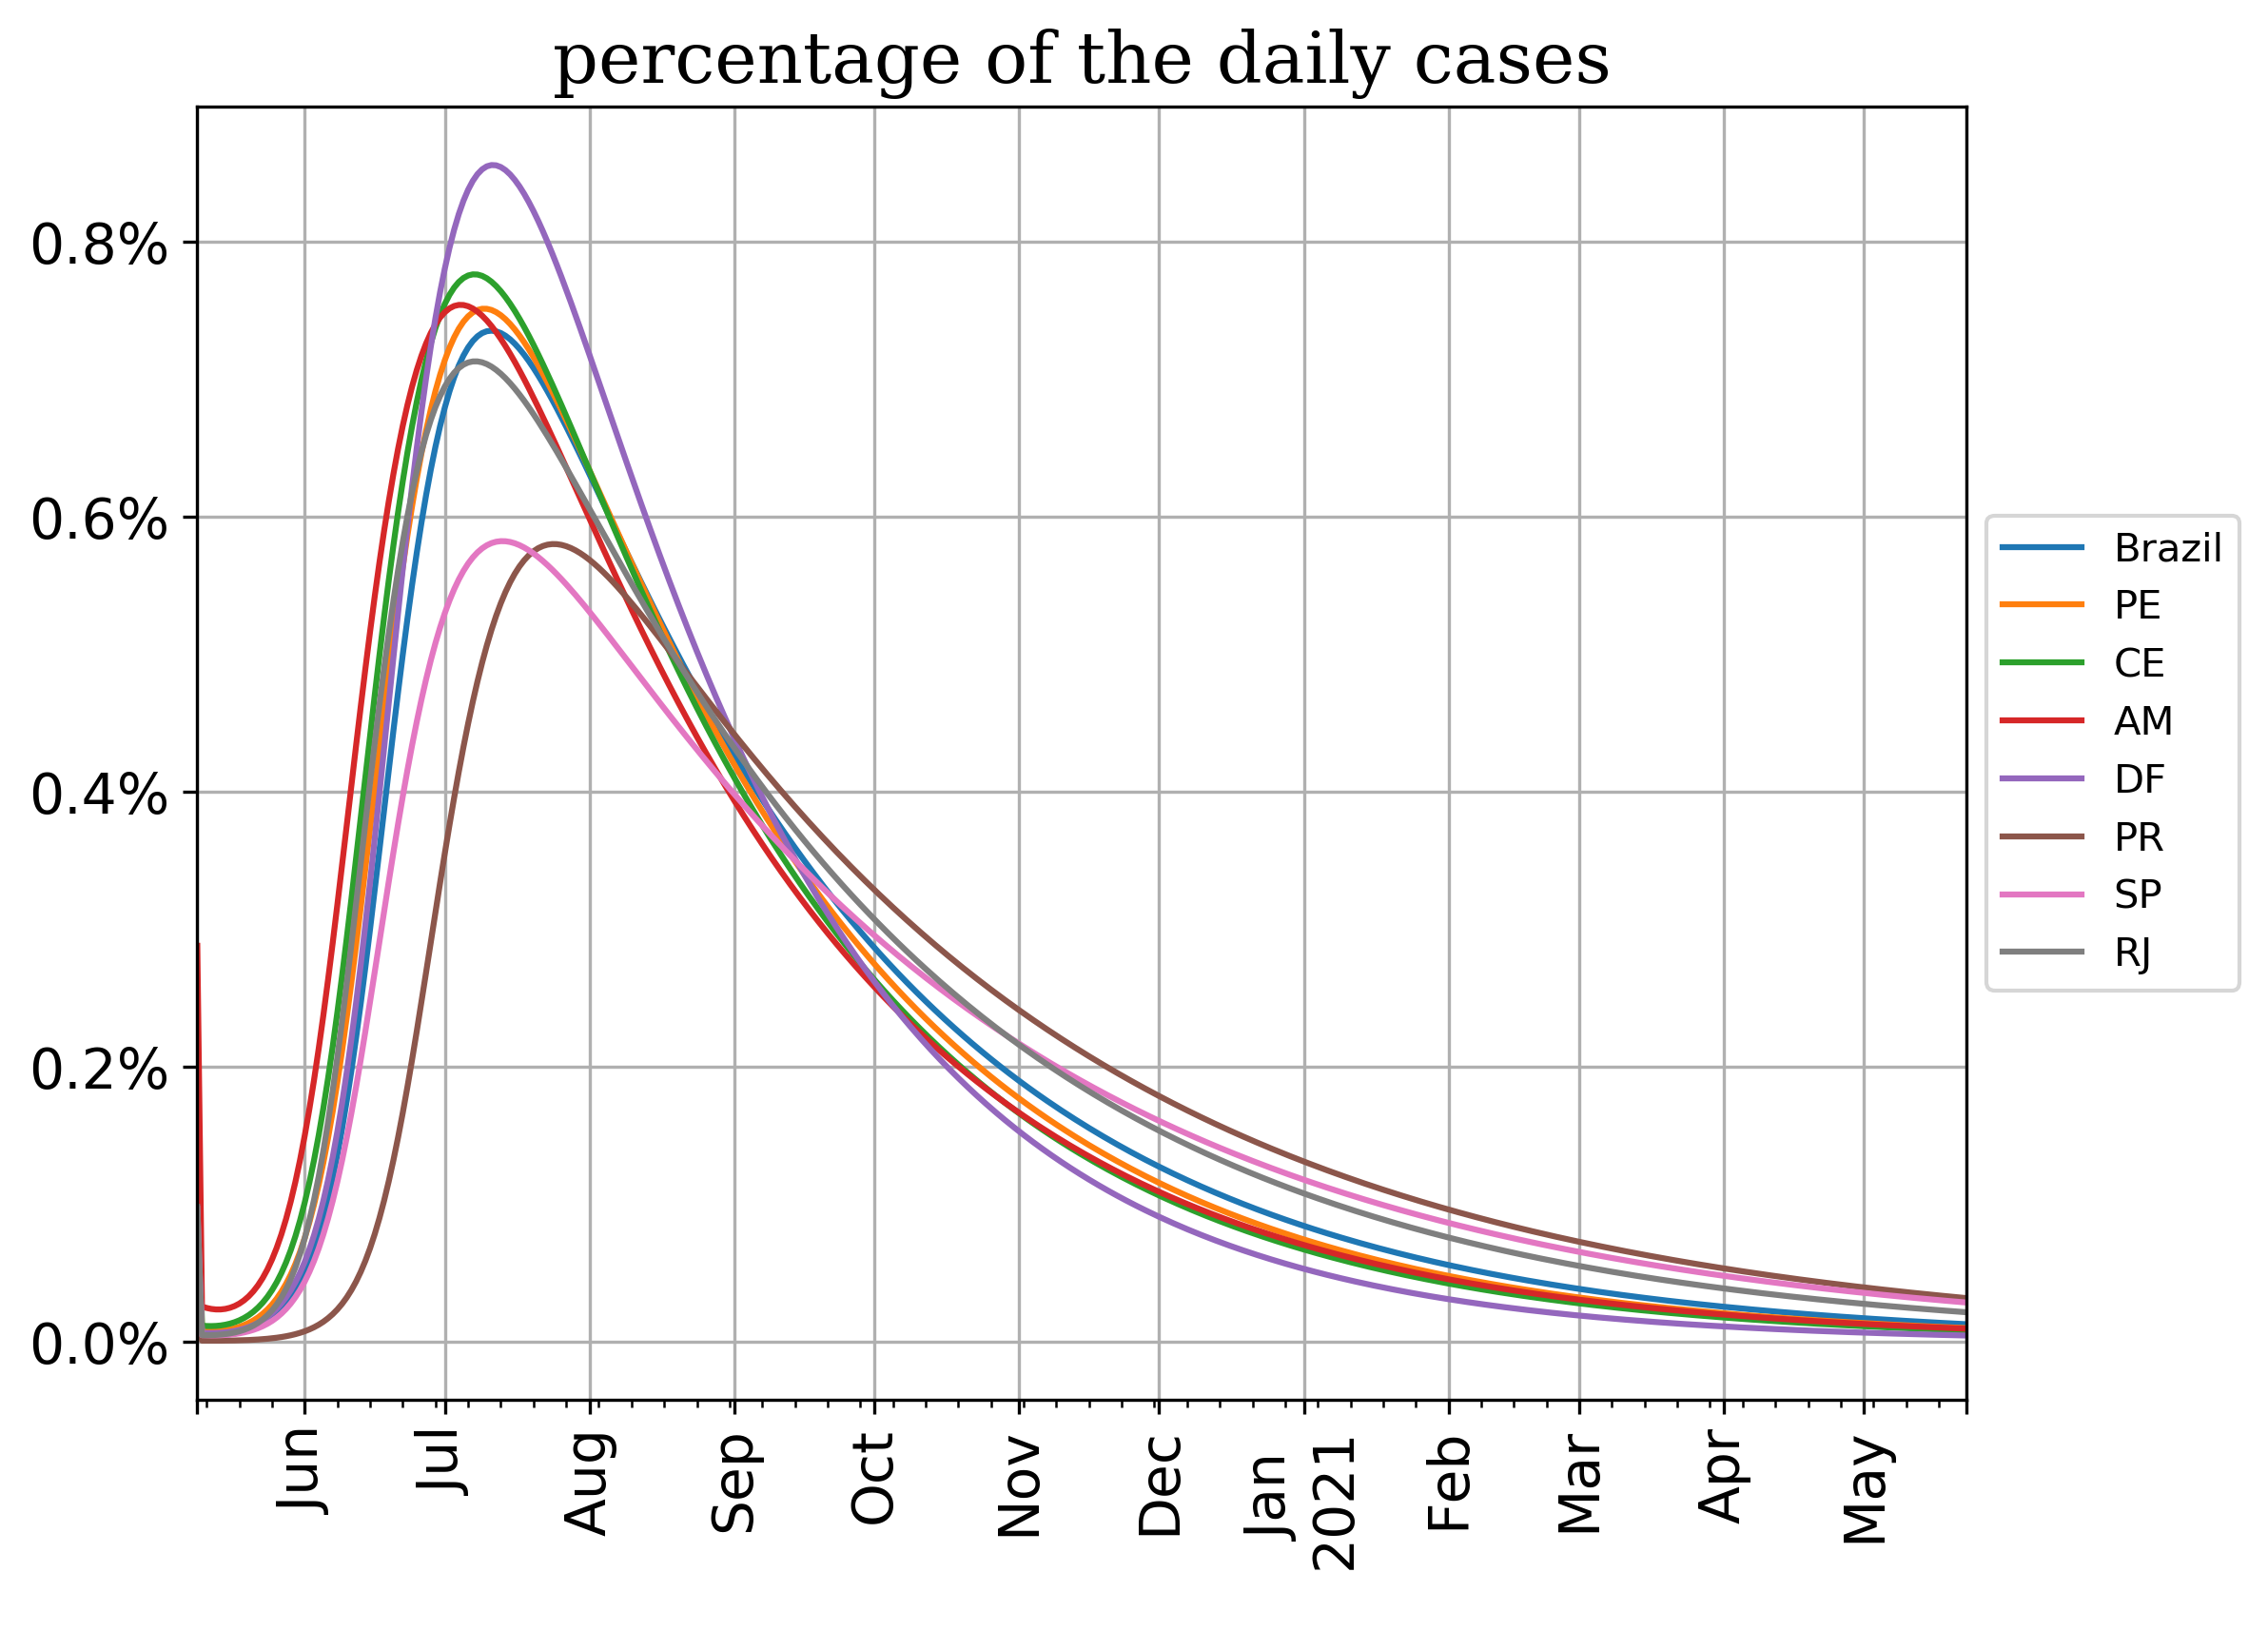 percentage of the daily cases
0.8%
0.6%
0.4%
0.2%
0.0%
Jun
Jul
Aug
Sep
Oct
Nov
Dec
Jan
2021
Feb
Mar
Apr
May
Brazil
PE
CE
AM
DF
PR
SP
RJ